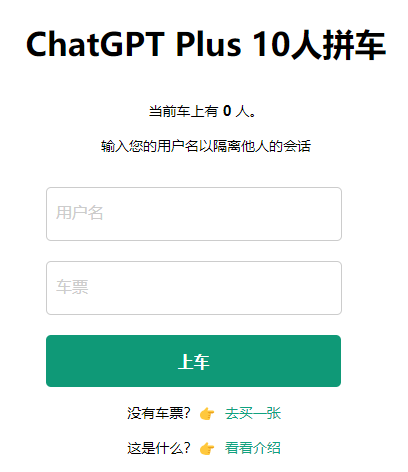 ChatGPT Plus 10人拼车
当前车上有 0 人。
输入您的用户名以隔离他人的会话
用户名
车票
上车
没有车票？👉 去买一张
这是什么？👉 看看介绍